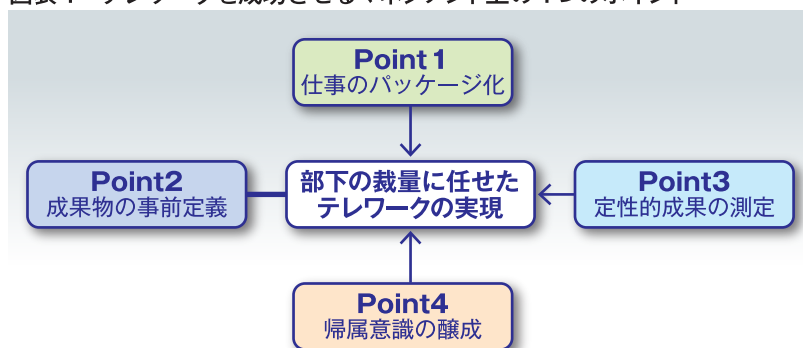 Point1
仕事のパッケージ化
Point2
成果物の事前定義
部下の裁量に任せた
テレワークの実現
Point3
定性的成果の測定
Point4
帰属意識の醸成